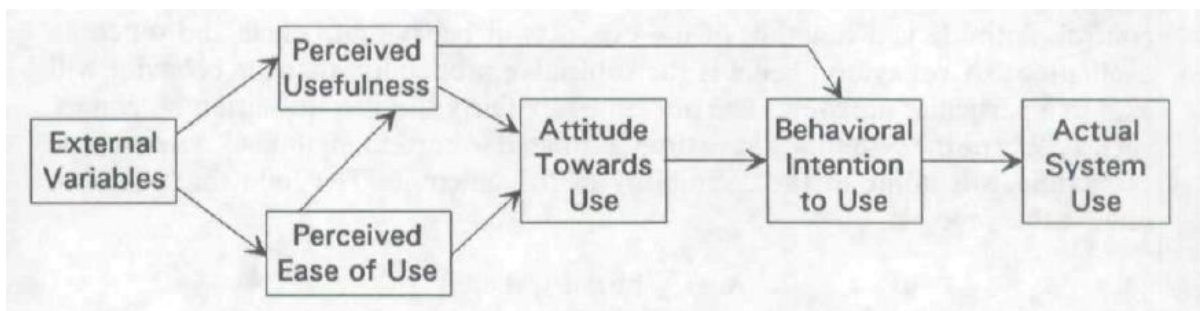 Perceived
Usefulness
External
Variables
Attitude
Towards
Use
Behavioral
Intention
to Use
Actual
System
Use
Perceived
Ease of Use